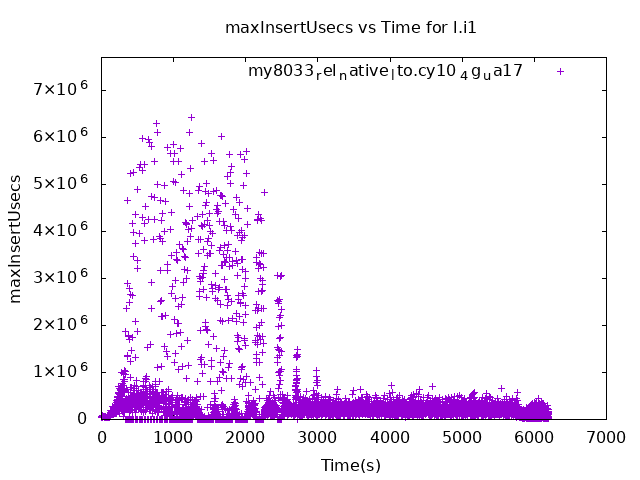 maxInsertUsecs vs Time for l.i1
my8033relnativelto.cy104gua17
7×10^6
6×10^6
5×10^6
4×10^6
3×10^6
2×10^6
1×10^6
0
maxInsertUsecs
0 1000 2000 3000 4000 5000 6000 7000
Time(s)